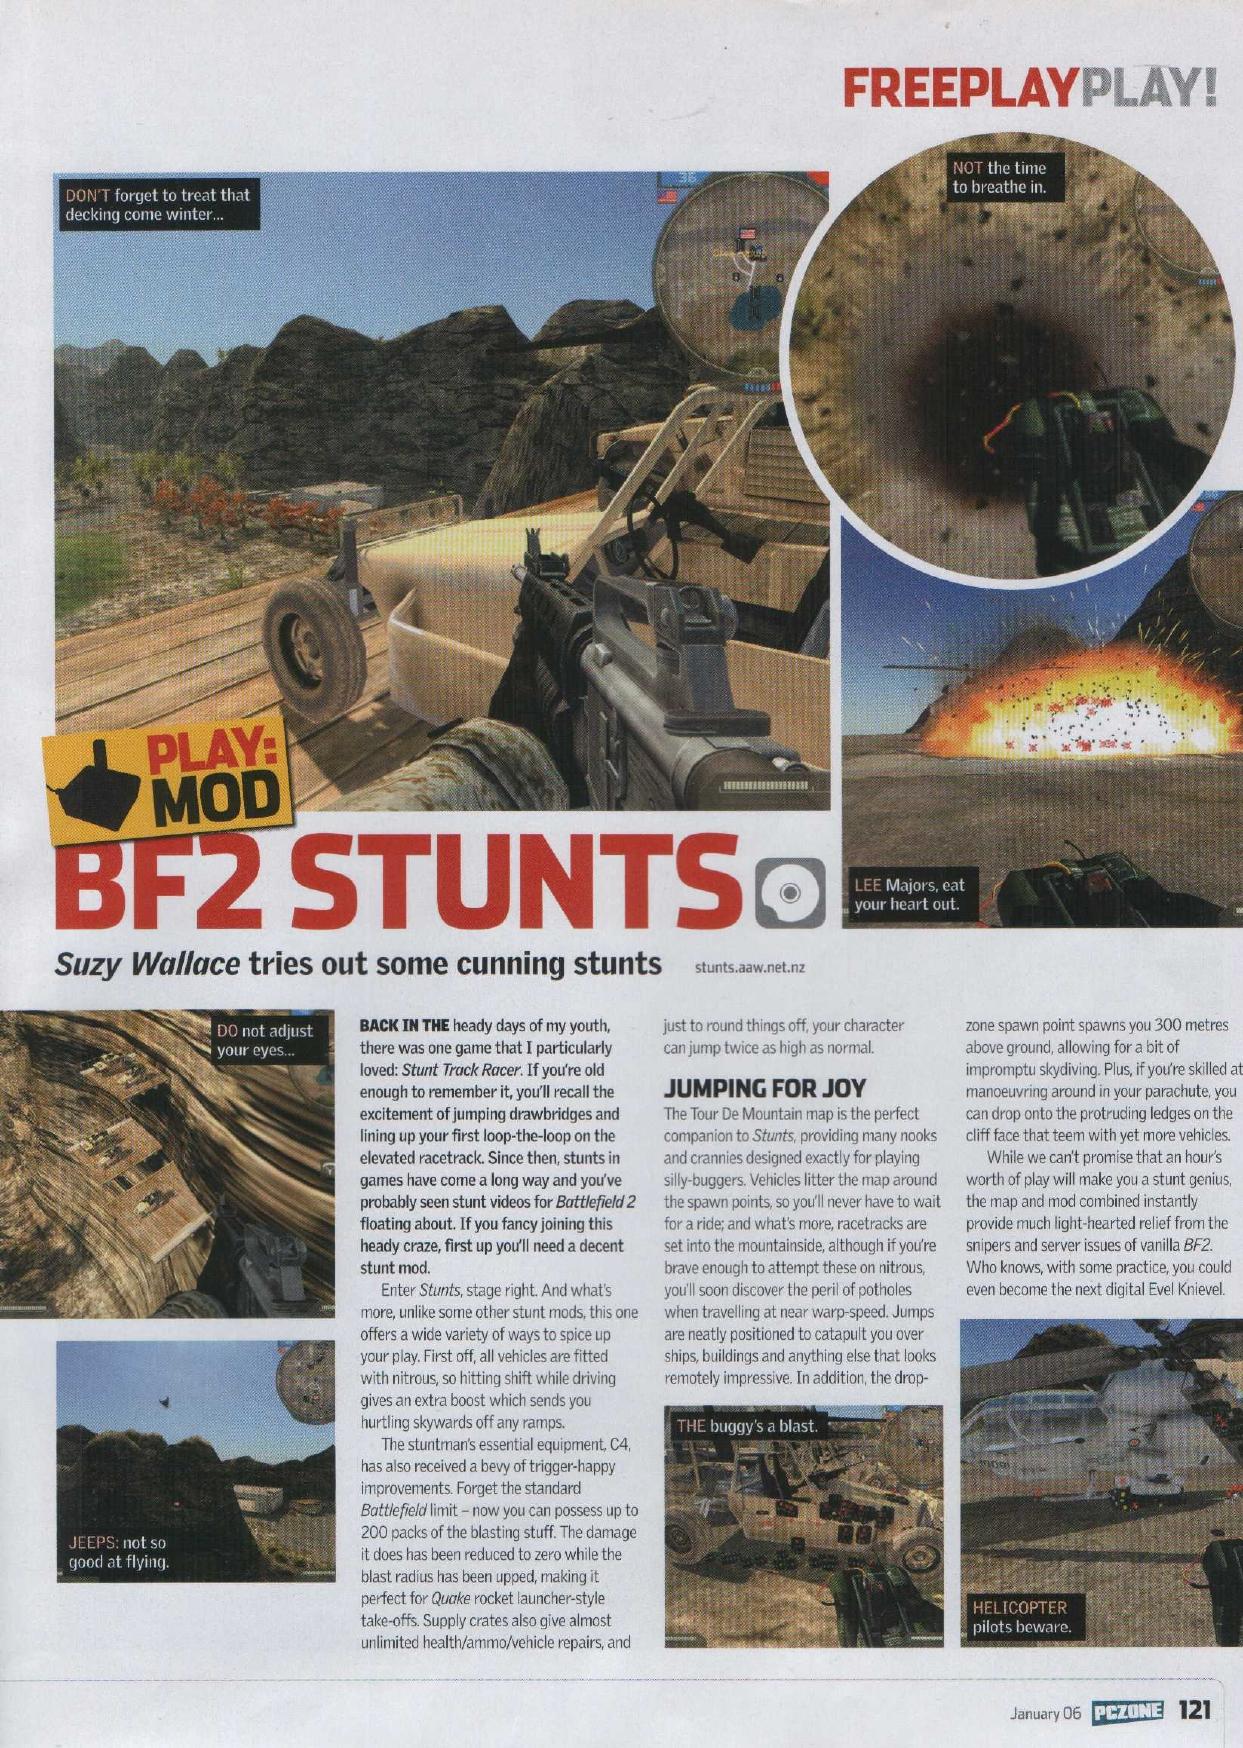 FREEPLAYPLAY!
DON'T forget to treat that
decking come winter...
36
NOT the time
to breathe in.
LEE Majors, eat
your heart out.
PLAY:
MOD
BF2 STUNTS
Suzy Wallace tries out some cunning stunts
stunts.aaw.net.nz
DO not adjust
your eyes...
JEEPS: not so
good at flying.
BACK IN THE heady days of my youth,
there was one game that I particularly
loved: Stunt Track Racer. If you're old
enough to remember it, you'll recall the
excitement of jumping drawbridges and
lining up your first loop-the-loop on the
elevated racetrack. Since then, stunts in
games have come a long way and you've
probably seen stunt videos for Battlefield 2
floating about. If you fancy joining this
heady craze, first up you'll need a decent
stunt mod.
Enter Stunts, stage right. And what's
more, unlike some other stunt mods, this one
offers a wide variety of ways to spice up
your play. First off, all vehicles are fitted
with nitrous, so hitting shift while driving
gives an extra boost which sends you
hurtling skywards off any ramps.
The stuntman's essential equipment, C4,
has also received a bevy of trigger-happy
improvements. Forget the standard
Battlefield limit – now you can possess up to
200 packs of the blasting stuff. The damage
it does has been reduced to zero while the
blast radius has been upped, making it
perfect for Quake rocket launcher-style
take-offs. Supply crates also give almost
unlimited health/ammo/vehicle repairs, and
just to round things off, your character
can jump twice as high as normal.
JUMPING FOR JOY
The Tour De Mountain map is the perfect
companion to Stunts, providing many nooks
and crannies designed exactly for playing
silly-buggers. Vehicles litter the map around
the spawn points, so you'll never have to wait
for a ride; and what's more, racetracks are
set into the mountainside, although if you're
brave enough to attempt these on nitrous,
you'll soon discover the peril of potholes
when travelling at near warp-speed. Jumps
are neatly positioned to catapult you over
ships, buildings and anything else that looks
remotely impressive. In addition, the drop-
zone spawn point spawns you 300 metres
above ground, allowing for a bit of
impromptu skydiving. Plus, if you're skilled at
manoeuvring around in your parachute, you
can drop onto the protruding ledges on the
cliff face that teem with yet more vehicles.
While we can't promise that an hour's
worth of play will make you a stunt genius,
the map and mod combined instantly
provide much light-hearted relief from the
snipers and server issues of vanilla BF2.
Who knows, with some practice, you could
even become the next digital Evel Knievel.
THE buggy's a blast.
HELICOPTER
pilots beware.
January 06 PCZONE 121